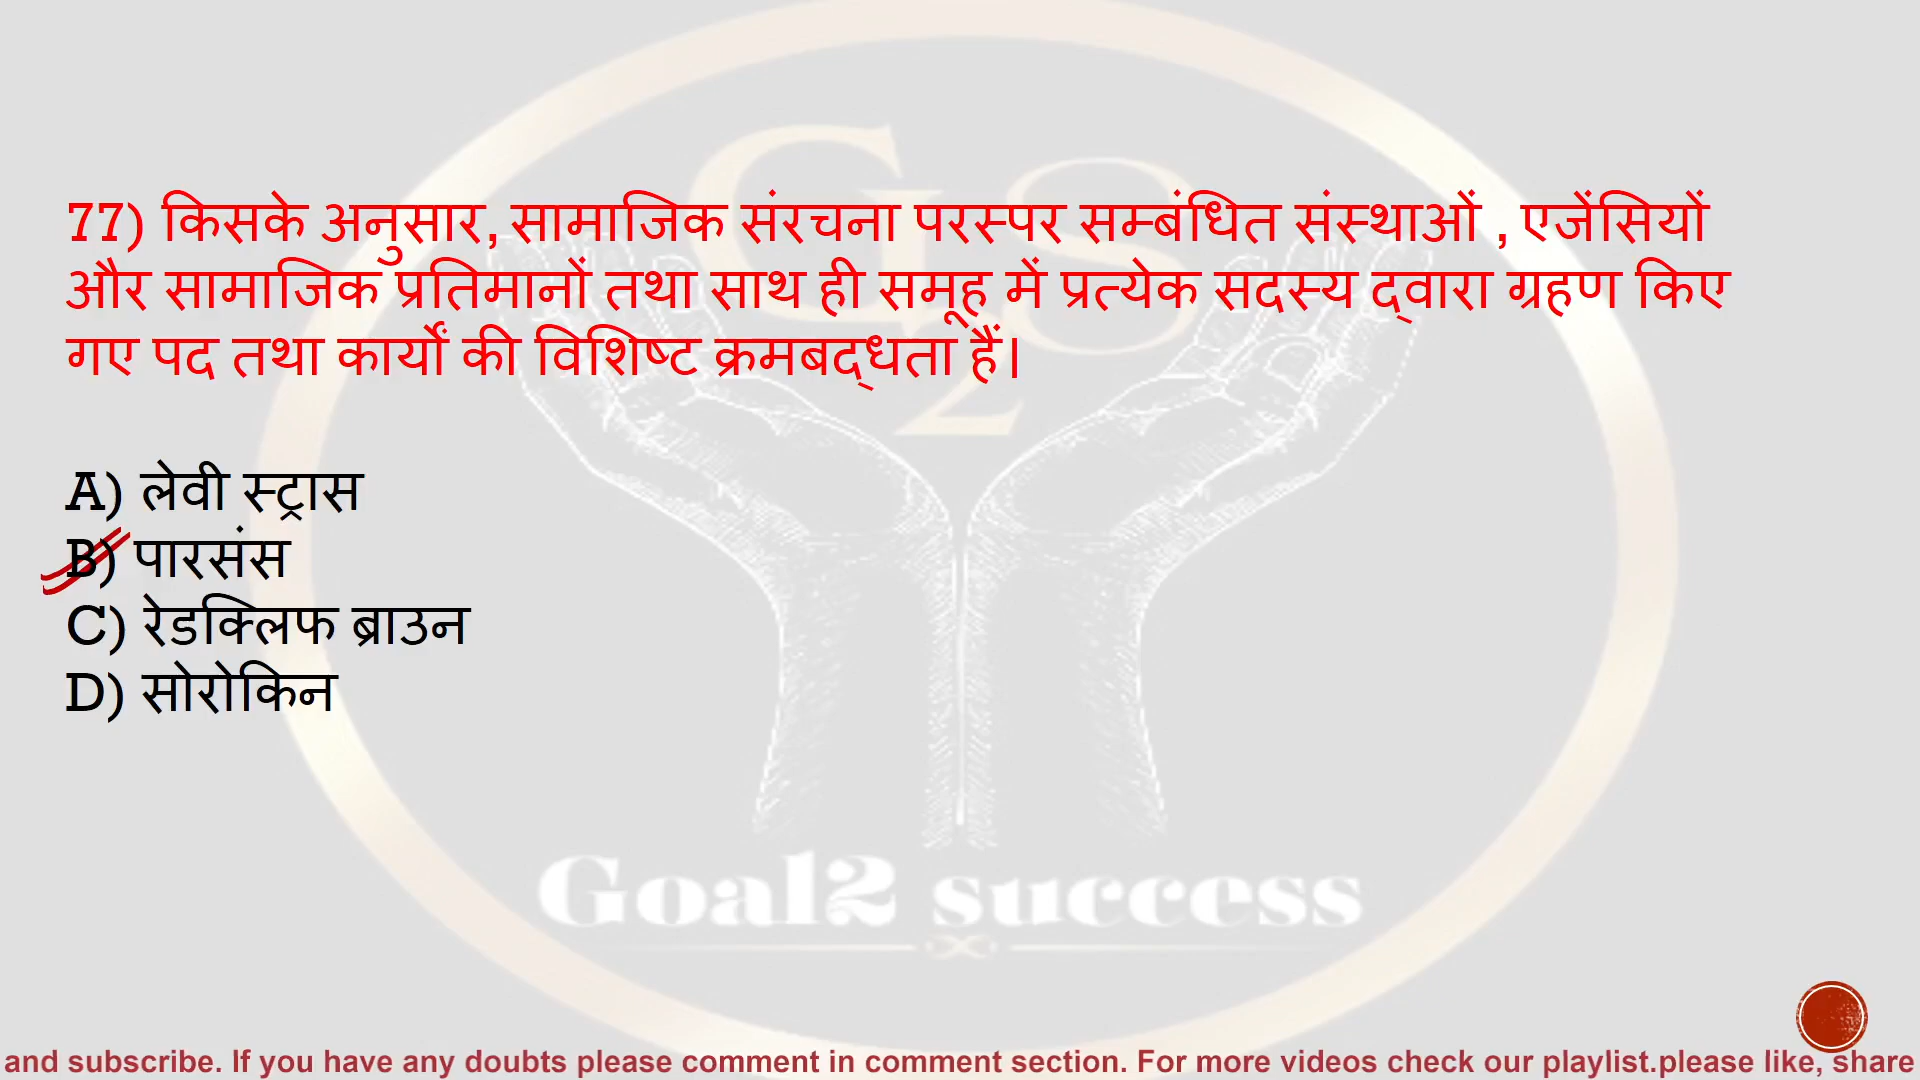 77) किसके अनुसार, सामाजिक संरचना परस्पर सम्बंधित संस्थाओं , एजेंसियों
और सामाजिक प्रतिमानों तथा साथ ही समूह में प्रत्येक सदस्य द्वारा ग्रहण किए
गए पद तथा कार्यों की विशिष्ट क्रमबद्धता हैं।
A) लेवी स्ट्रास
B) पारसंस
C) रेडक्लिफ ब्राउन
D) सोरोकिन
G2S
Goal2 success
and subscribe. If you have any doubts please comment in comment section. For more videos check our playlist.please like, share